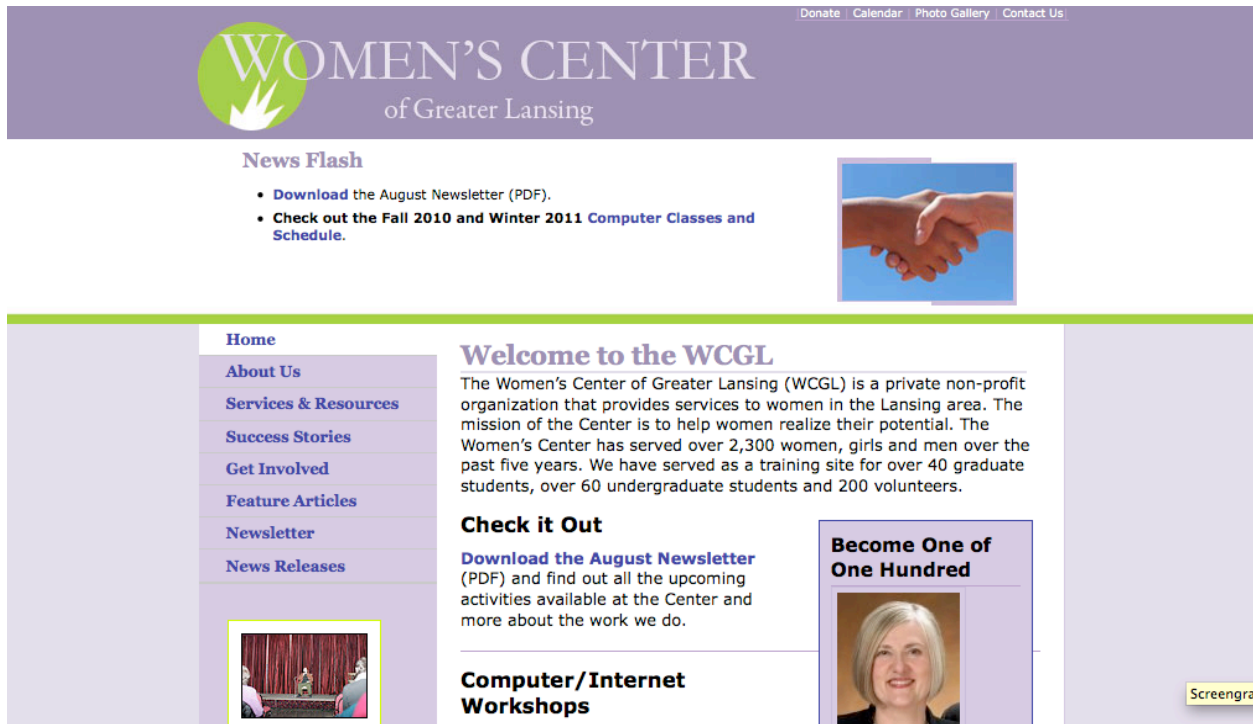 Donate | Calendar | Photo Gallery | Contact Us
WOMEN'S CENTER
of Greater Lansing
News Flash
• Download the August Newsletter (PDF).
• Check out the Fall 2010 and Winter 2011 Computer Classes and
Schedule.
Home
About Us
Services & Resources
Success Stories
Get Involved
Feature Articles
Newsletter
News Releases
Welcome to the WCGL
The Women's Center of Greater Lansing (WCGL) is a private non-profit
organization that provides services to women in the Lansing area. The
mission of the Center is to help women realize their potential. The
Women's Center has served over 2,300 women, girls and men over the
past five years. We have served as a training site for over 40 graduate
students, over 60 undergraduate students and 200 volunteers.
Check it Out
Download the August Newsletter
(PDF) and find out all the upcoming
activities available at the Center and
more about the work we do.
Computer/Internet
Workshops
Become One of
One Hundred
Screengra